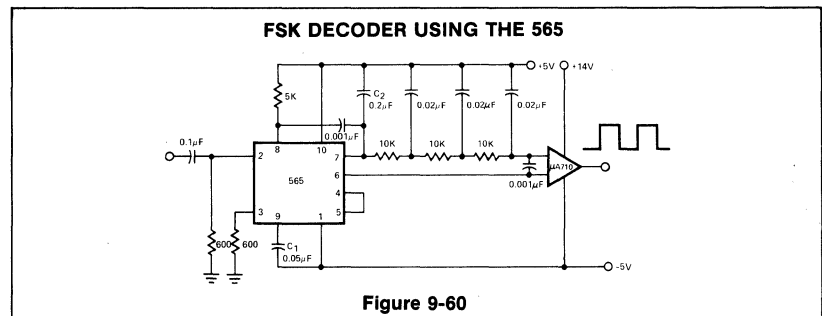 FSK DECODER USING THE 565
+5V +14V
5K
C2
0.2μF 0.02μF 0.02μF 0.02μF
0.1μF
0.001μF
10K 10K 10K
8 10
2 7
6
565
4
3 9 1 5
μA710
0.001μF
600 600
C1
0.05μF
-5V
Figure 9-60